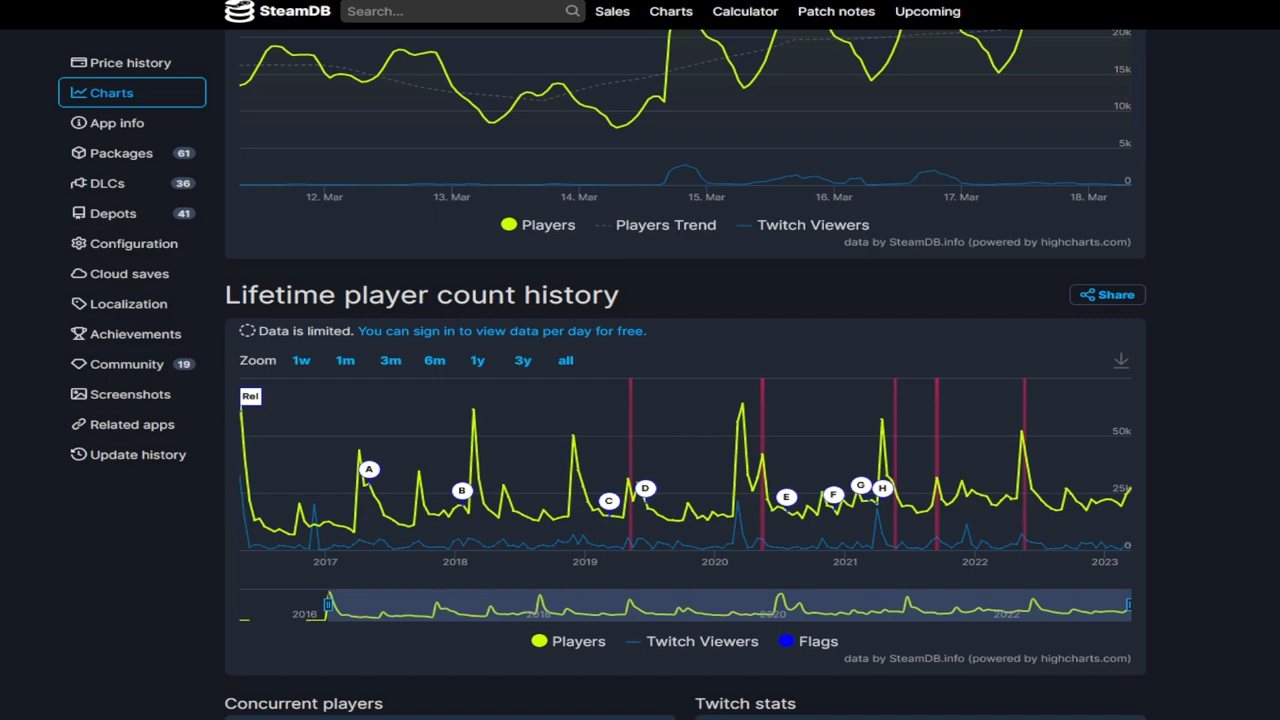 SteamDB Search... Sales Charts Calculator Patch notes Upcoming
Price history
Charts
App info
Packages 61
DLCs 36
Depots 41
Configuration
Cloud saves
Localization
Achievements
Community 19
Screenshots
Related apps
Update history
20k
15k
10k
5k
0
12. Mar 13. Mar 14. Mar 15. Mar 16. Mar 17. Mar 18. Mar
Players Players Trend Twitch Viewers
data by SteamDB.info (powered by highcharts.com)
Lifetime player count history
Share
Data is limited. You can sign in to view data per day for free.
Zoom 1w 1m 3m 6m 1y 3y all
Rel
50k
A
B
C
D
E
F
G
H
25k
0
2017 2018 2019 2020 2021 2022 2023
2016 2018 2020 2022
Players Twitch Viewers Flags
data by SteamDB.info (powered by highcharts.com)
Concurrent players
Twitch stats